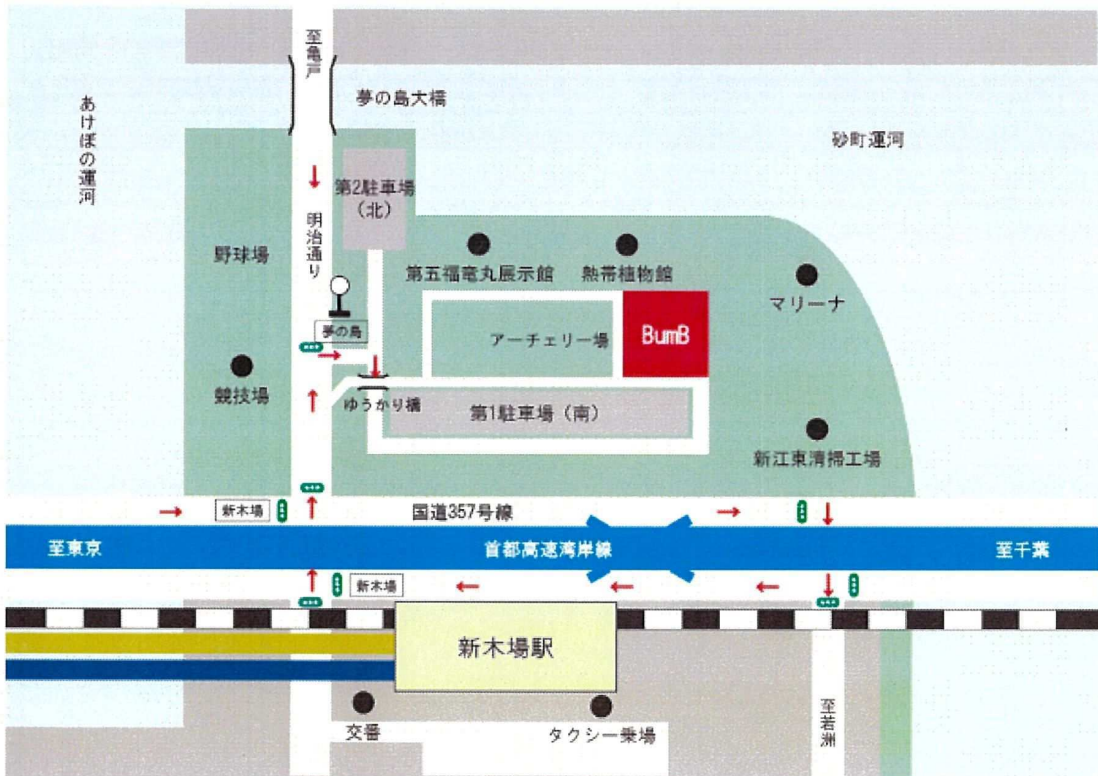 至亀戸
夢の島大橋
あけぼの運河
砂町運河
第2駐車場
（北）
明治通り
野球場
第五福竜丸展示館
熱帯植物館
マリーナ
夢の島
アーチェリー場
BumB
競技場
ゆうかり橋
第1駐車場（南）
新江東清掃工場
新木場
国道357号線
至東京
首都高速湾岸線
至千葉
新木場
新木場駅
交番
タクシー乗場
至若洲